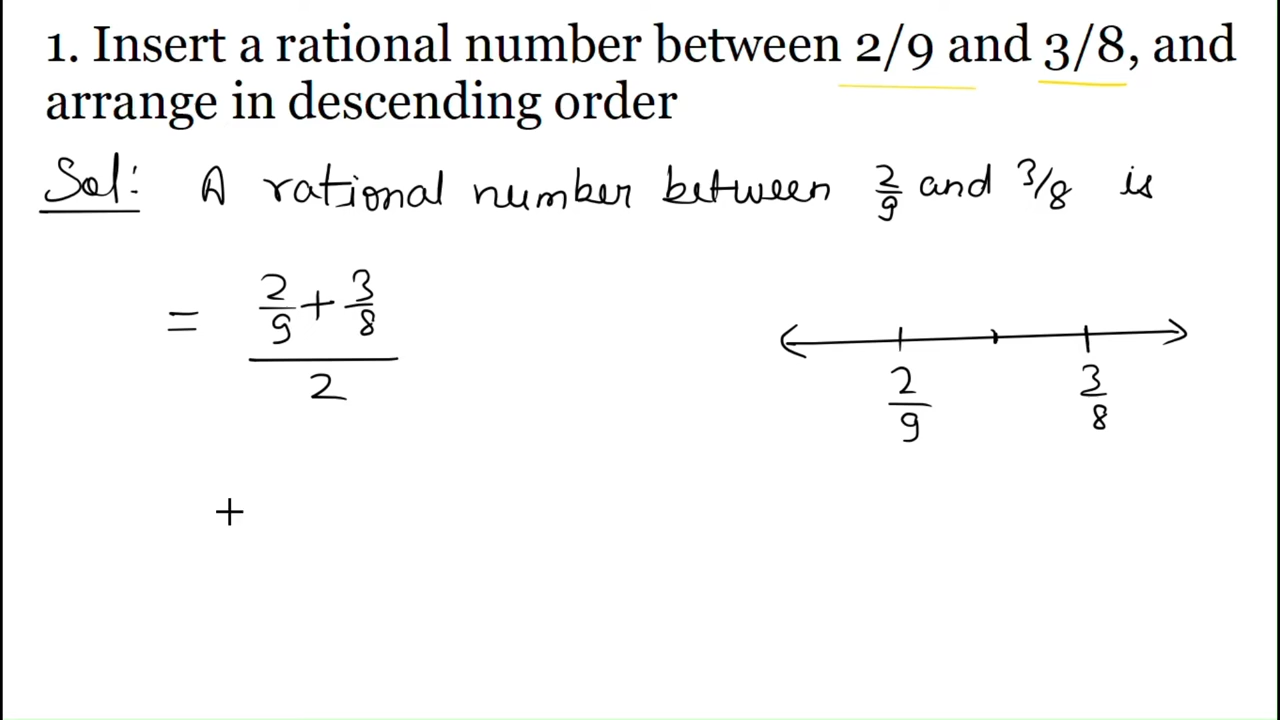 1. Insert a rational number between 2/9 and 3/8, and
arrange in descending order
Sol: A rational number between 2/9 and 3/8 is
= (2/9 + 3/8)/2
2/9 3/8
+